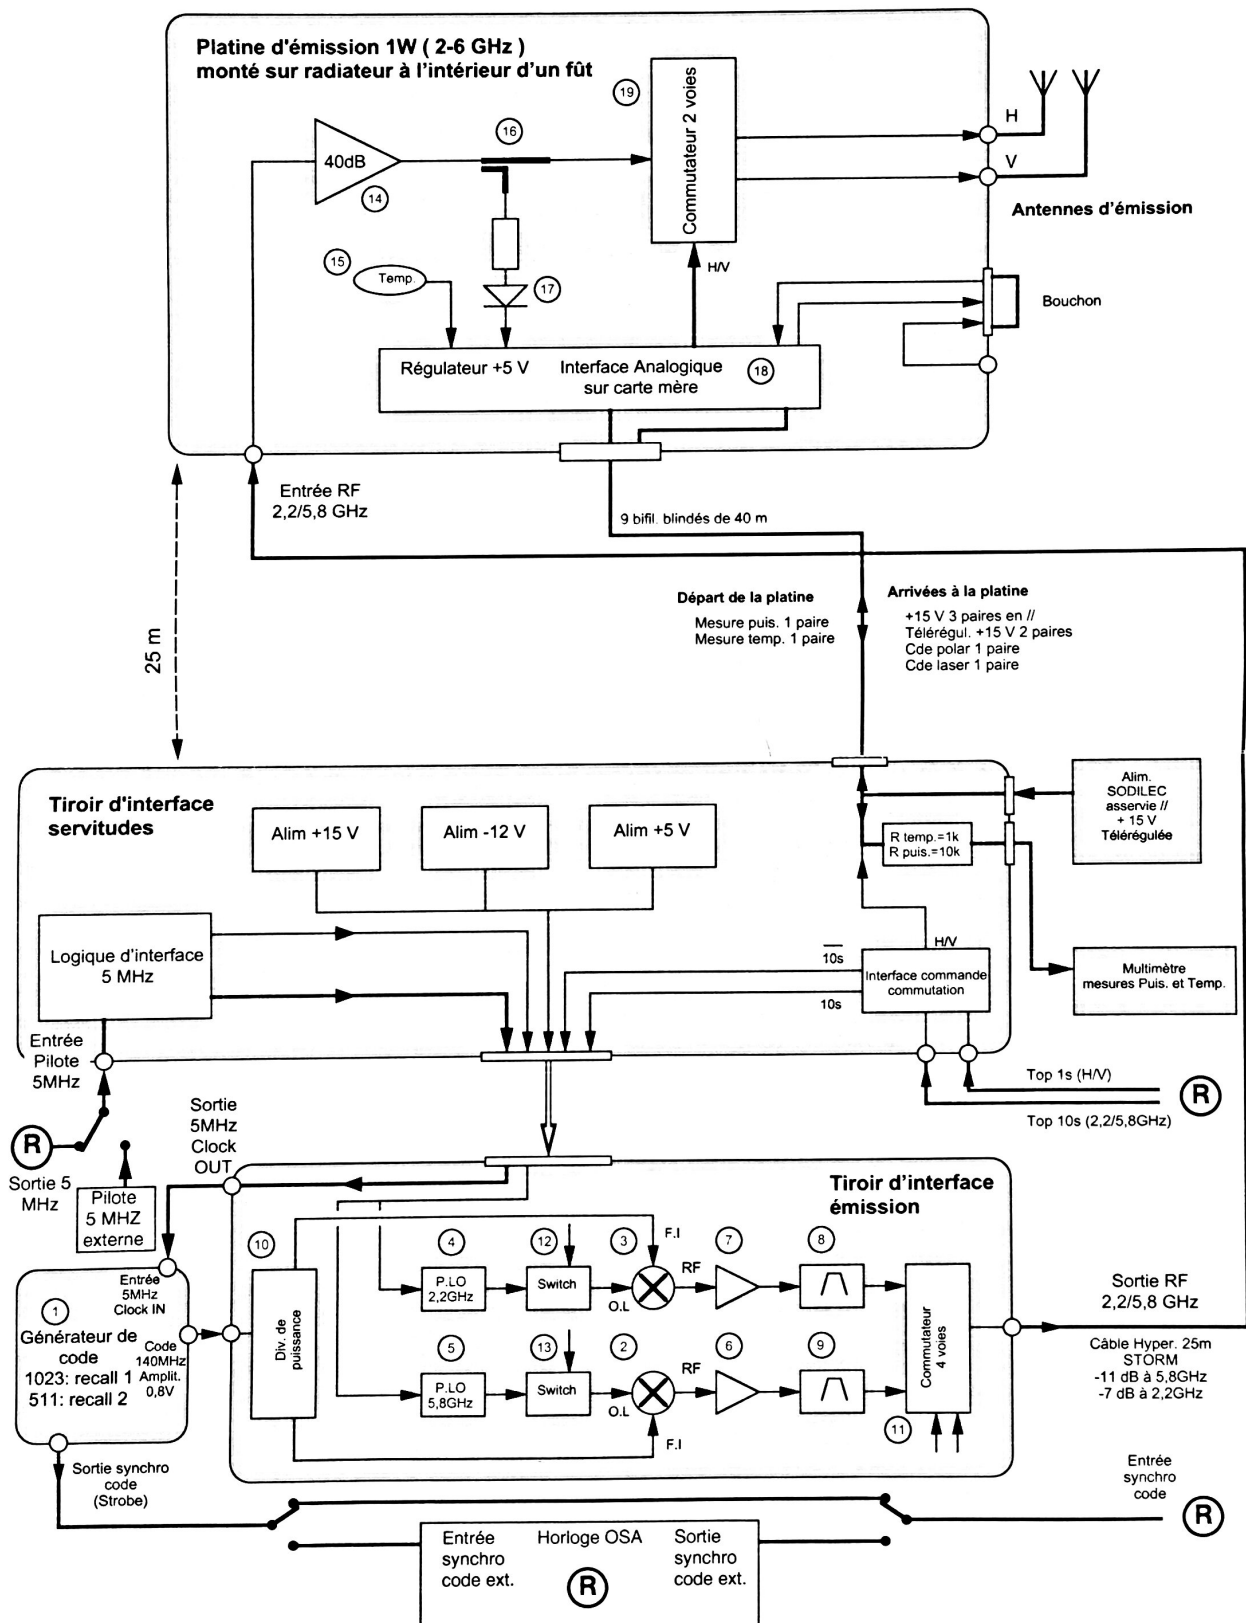 Platine d'émission 1W ( 2-6 GHz )
monté sur radiateur à l'intérieur d'un fût
19
Commutateur 2 voies
16
40dB
14
H
V
Antennes d'émission
15
Temp.
17
H/V
Bouchon
Régulateur +5 V
Interface Analogique
sur carte mère
18
Entrée RF
2,2/5,8 GHz
9 bifil. blindés de 40 m
25 m
Départ de la platine
Mesure puis. 1 paire
Mesure temp. 1 paire
Arrivées à la platine
+15 V 3 paires en //
Télérégul. +15 V 2 paires
Cde polar 1 paire
Cde laser 1 paire
Tiroir d'interface
servitudes
Alim +15 V
Alim -12 V
Alim +5 V
R temp.=1k
R puis.=10k
Alim.
SODILEC
asservie //
+ 15 V
Télérégulée
Logique d'interface
5 MHz
H/V
10s
10s
Interface commande
commutation
Multimètre
mesures Puis. et Temp.
Entrée
Pilote
5MHz
Top 1s (H/V)
Top 10s (2,2/5,8GHz)
R
R
Sortie 5
MHz
Pilote
5 MHZ
externe
Sortie
5MHz
Clock
OUT
Tiroir d'interface
émission
10
Div. de
puissance
4
P.LO
2,2GHz
12
Switch
3
F.I
O.L
RF
7
8
5
P.LO
5,8GHz
13
Switch
2
O.L
F.I
RF
6
9
Commutateur
4 voies
11
Entrée
5MHz
Clock IN
1
Générateur de
code
1023: recall 1
511: recall 2
Code
140MHz
Amplit.
0,8V
Sortie RF
2,2/5,8 GHz
Câble Hyper. 25m
STORM
-11 dB à 5,8GHz
-7 dB à 2,2GHz
Sortie synchro
code
(Strobe)
Entrée
synchro
code
R
Entrée
synchro
code ext.
Horloge OSA
R
Sortie
synchro
code ext.